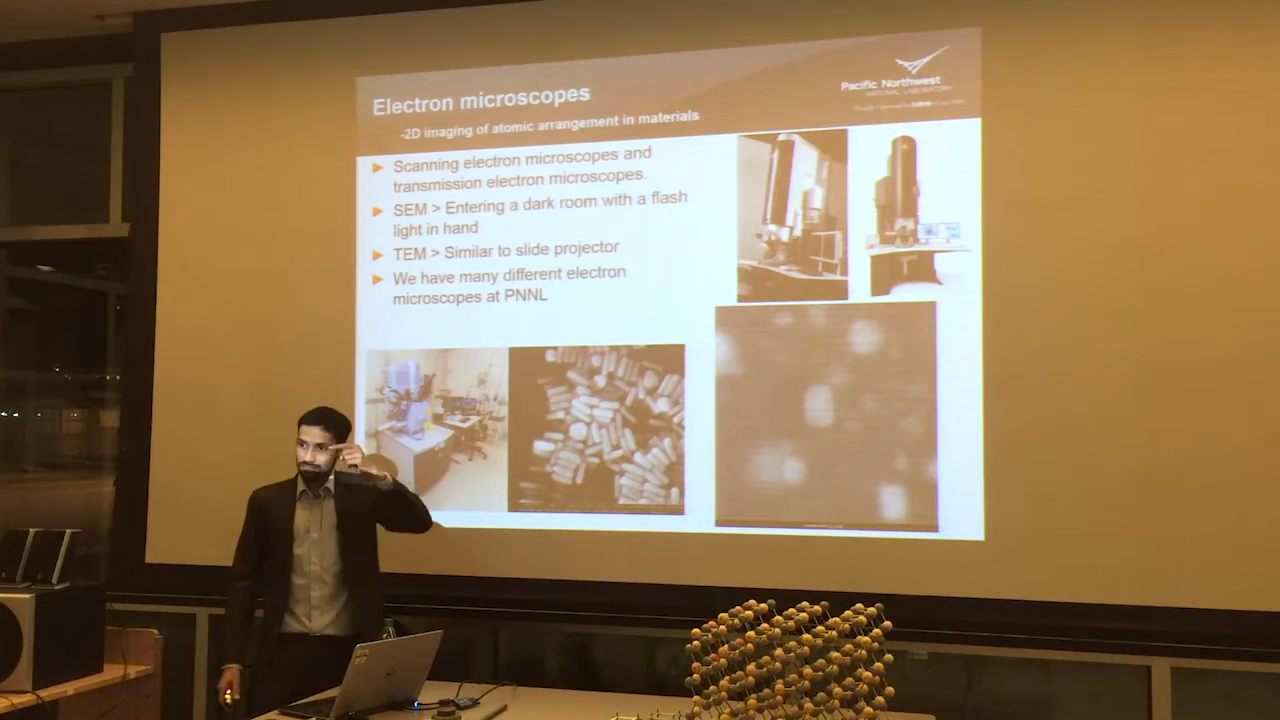 Electron microscopes
-2D imaging of atomic arrangement in materials
Pacific Northwest
NATIONAL LABORATORY
Scanning electron microscopes and
transmission electron microscopes.
SEM > Entering a dark room with a flash
light in hand
TEM > Similar to slide projector
We have many different electron
microscopes at PNNL